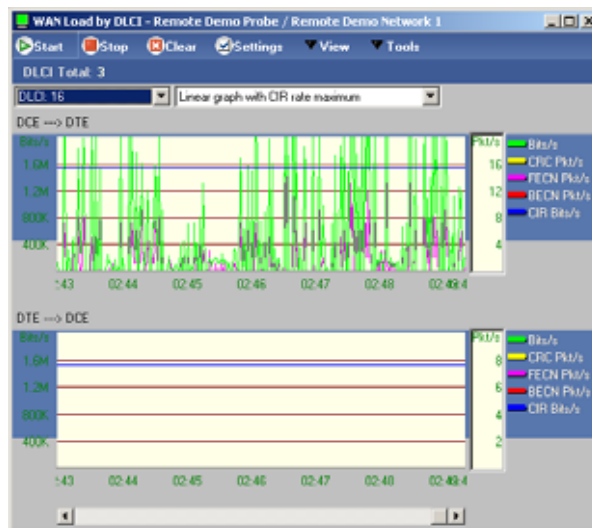 WAN Load by DLCI - Remote Demo Probe / Remote Demo Network 1
Start Stop Clear Settings View Tools
DLCI Total: 3
DLCI: 16 Linear graph with CIR rate maximum
DCE ---> DTE
Bits/s Pkt/s
1.6M 16
1.2M 12
800K 8
400K 4
:43 02:44 02:45 02:46 02:47 02:48
Bits/s
CRC Pkt/s
FECN Pkt/s
BECN Pkt/s
CIR Bits/s
DTE ---> DCE
Bits/s Pkt/s
1.6M 8
1.2M 6
800K 4
400K 2
:43 02:44 02:45 02:46 02:47 02:48
Bits/s
CRC Pkt/s
FECN Pkt/s
BECN Pkt/s
CIR Bits/s